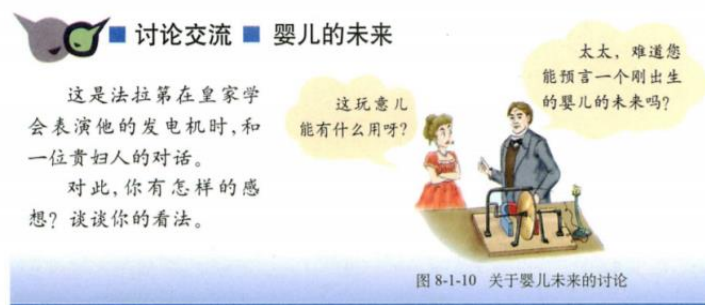 ■ 讨论交流 ■ 婴儿的未来
这是法拉第在皇家学
会表演他的发电机时,和
一位贵妇人的对话。
对此,你有怎样的感
想?谈谈你的看法。
这玩意儿
能有什么用呀?
太太,难道您
能预言一个刚出生
的婴儿的未来吗?
图 8-1-10 关于婴儿未来的讨论